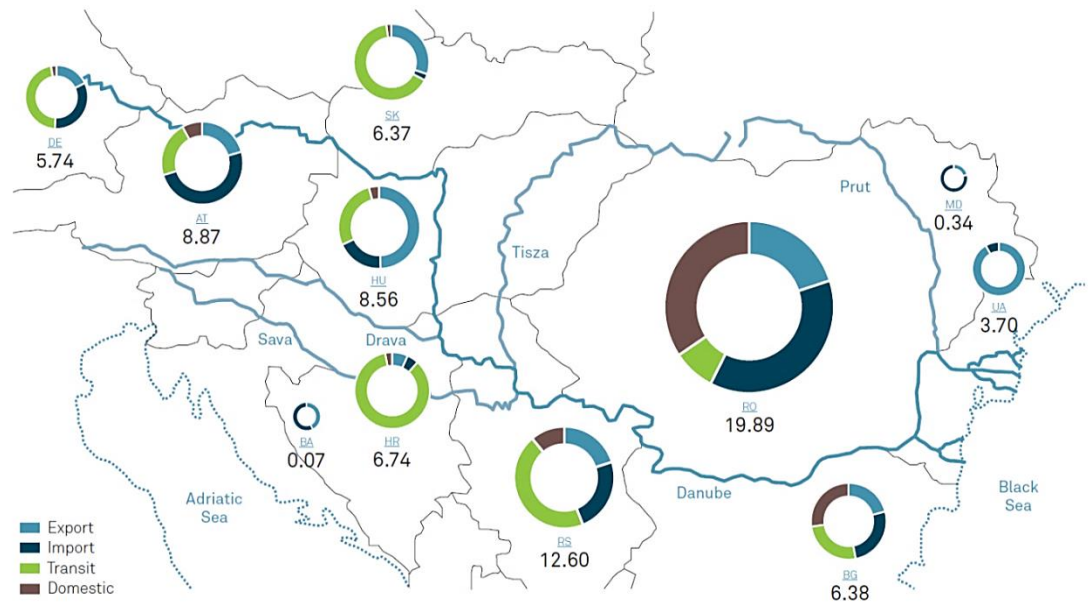 SK
6.37
DE
5.74
AT
8.87
HU
8.56
Tisza
Prut
MD
0.34
UA
3.70
Sava
Drava
BA
0.07
HR
6.74
RO
19.89
RS
12.60
Danube
BG
6.38
Adriatic
Sea
Black
Sea
Export
Import
Transit
Domestic